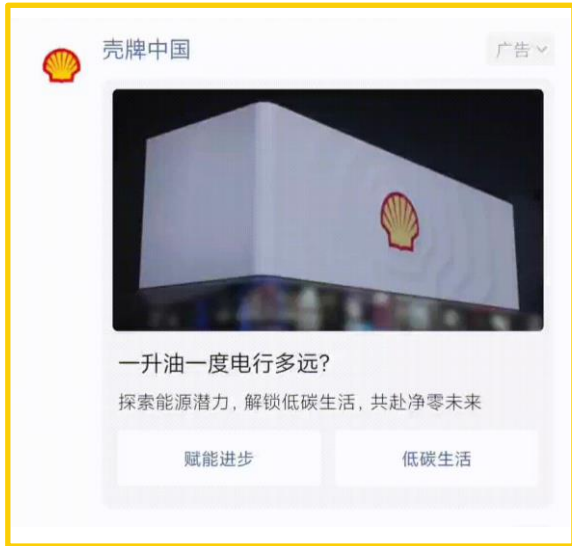 壳牌中国
广告
一升油一度电行多远?
探索能源潜力，解锁低碳生活，共赴净零未来
赋能进步
低碳生活